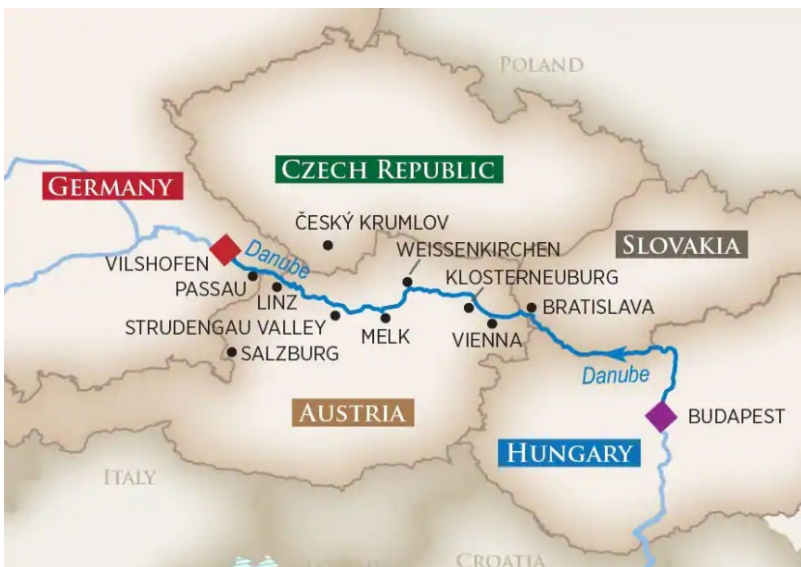 POLAND
CZECH REPUBLIC
GERMANY
ČESKÝ KRUMLOV
WEISSENKIRCHEN
SLOVAKIA
Danube
VILSHOFEN
KLOSTERNEUBURG
PASSAU
LINZ
BRATISLAVA
STRUDENGAU VALLEY
MELK
VIENNA
SALZBURG
Danube
AUSTRIA
BUDAPEST
HUNGARY
ITALY
CROATIA